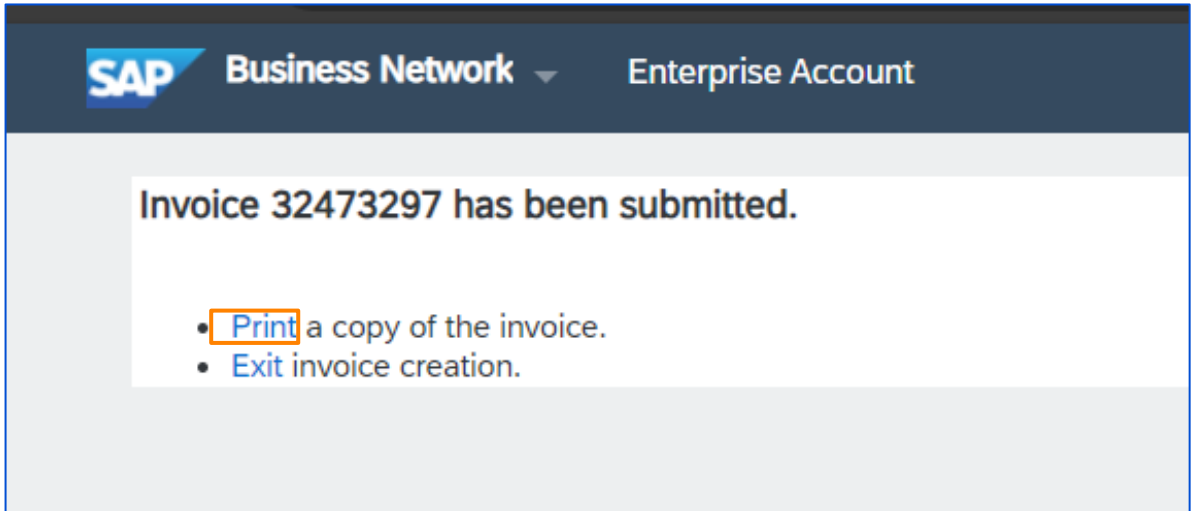 SAP Business Network Enterprise Account
Invoice 32473297 has been submitted.
• Print a copy of the invoice.
• Exit invoice creation.